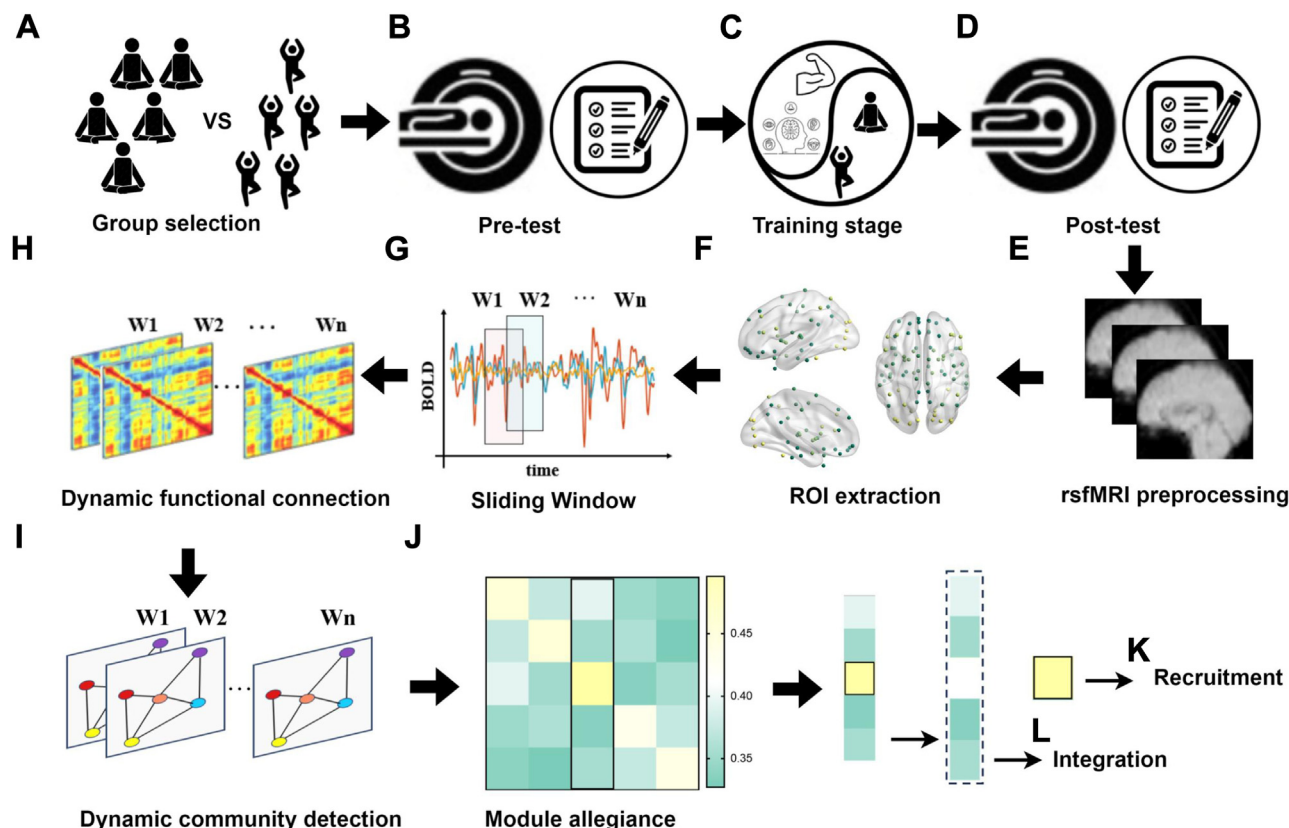 A
B
C
D
VS
Group selection
Pre-test
Training stage
Post-test
H
G
F
E
W1 W2 ... Wn
W1 W2 ... Wn
BOLD
time
Dynamic functional connection
Sliding Window
ROI extraction
rsfMRI preprocessing
I
J
W1 W2 Wn
...
0.45
0.40
0.35
K
Recruitment
L
Integration
Dynamic community detection
Module allegiance